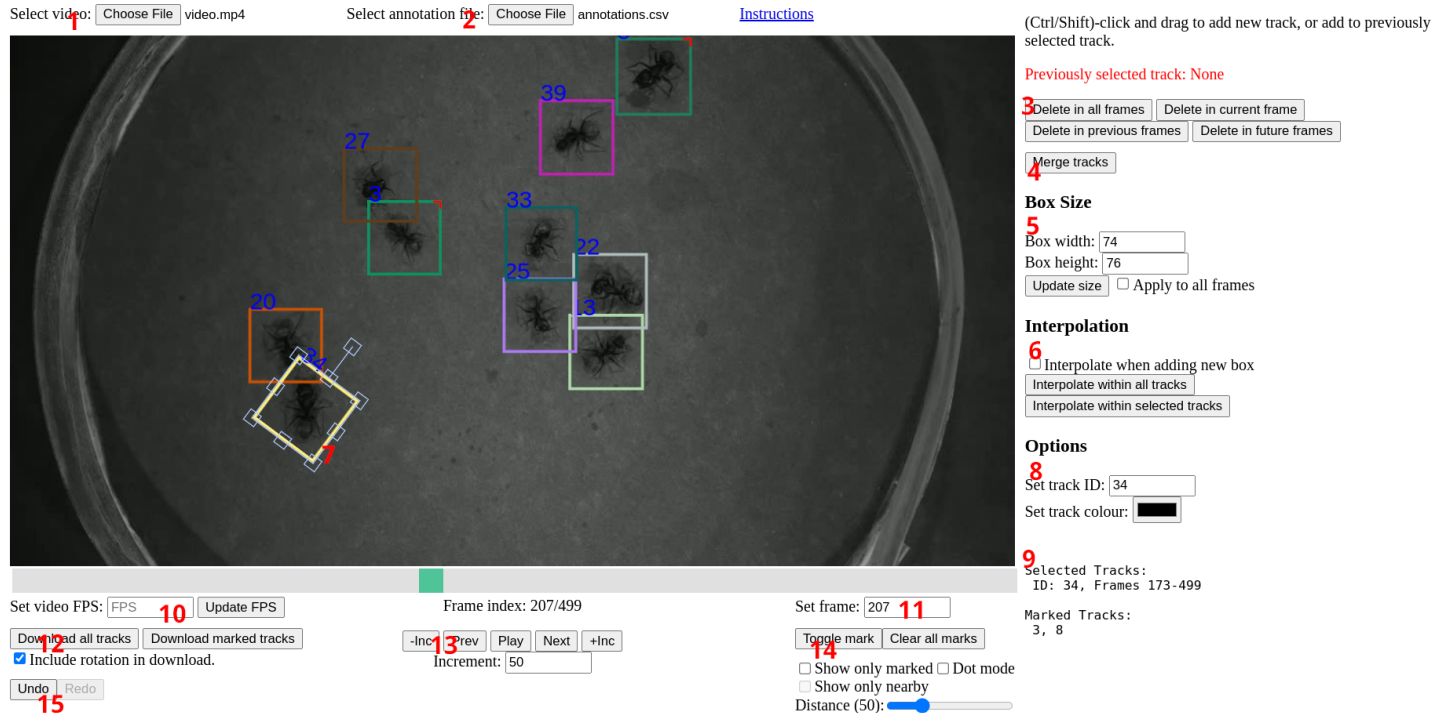 Select video: Choose File video.mp4 Select annotation file: Choose File annotations.csv Instructions
1 2
(Ctrl/Shift)-click and drag to add new track, or add to previously
selected track.
Previously selected track: None
3
Delete in all frames Delete in current frame
Delete in previous frames Delete in future frames
Merge tracks
4
Box Size
5
Box width: 74
Box height: 76
Update size Apply to all frames
Interpolation
6
Interpolate when adding new box
Interpolate within all tracks
Interpolate within selected tracks
Options
8
Set track ID: 34
Set track colour:
9
Selected Tracks:
ID: 34, Frames 173-499
Marked Tracks:
3, 8
39
27
3
33
22
25
13
20
34
7
Set video FPS: FPS Update FPS
10
Frame index: 207/499
Set frame: 207
11
Download all tracks Download marked tracks
12
Include rotation in download.
Undo Redo
15
-Inc Prev Play Next +Inc
13
Increment: 50
Toggle mark Clear all marks
14
Show only marked Dot mode
Show only nearby
Distance (50):